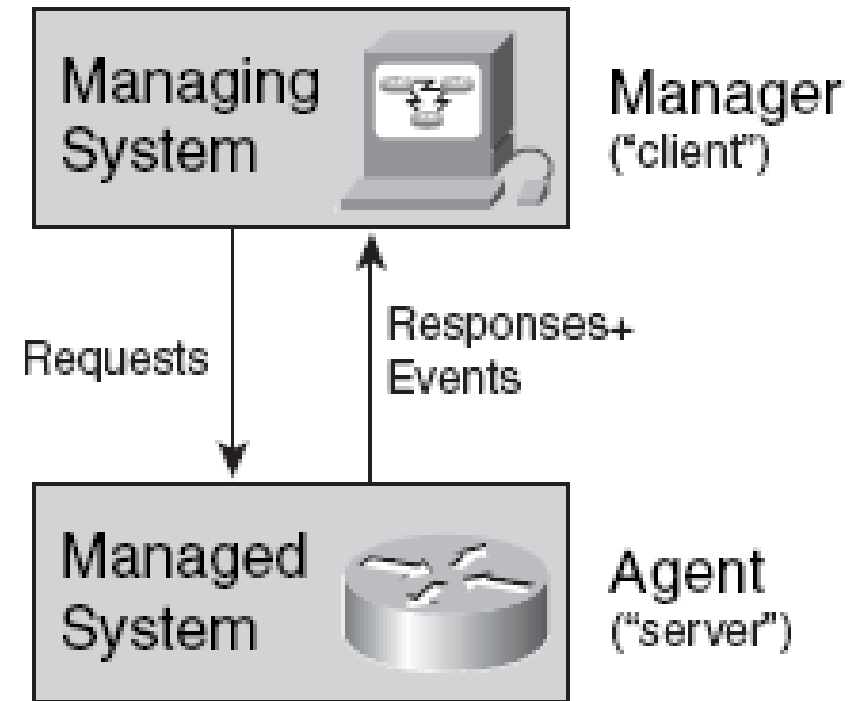 Managing
System
Manager
("client")
Requests
Responses+
Events
Managed
System
Agent
("server")